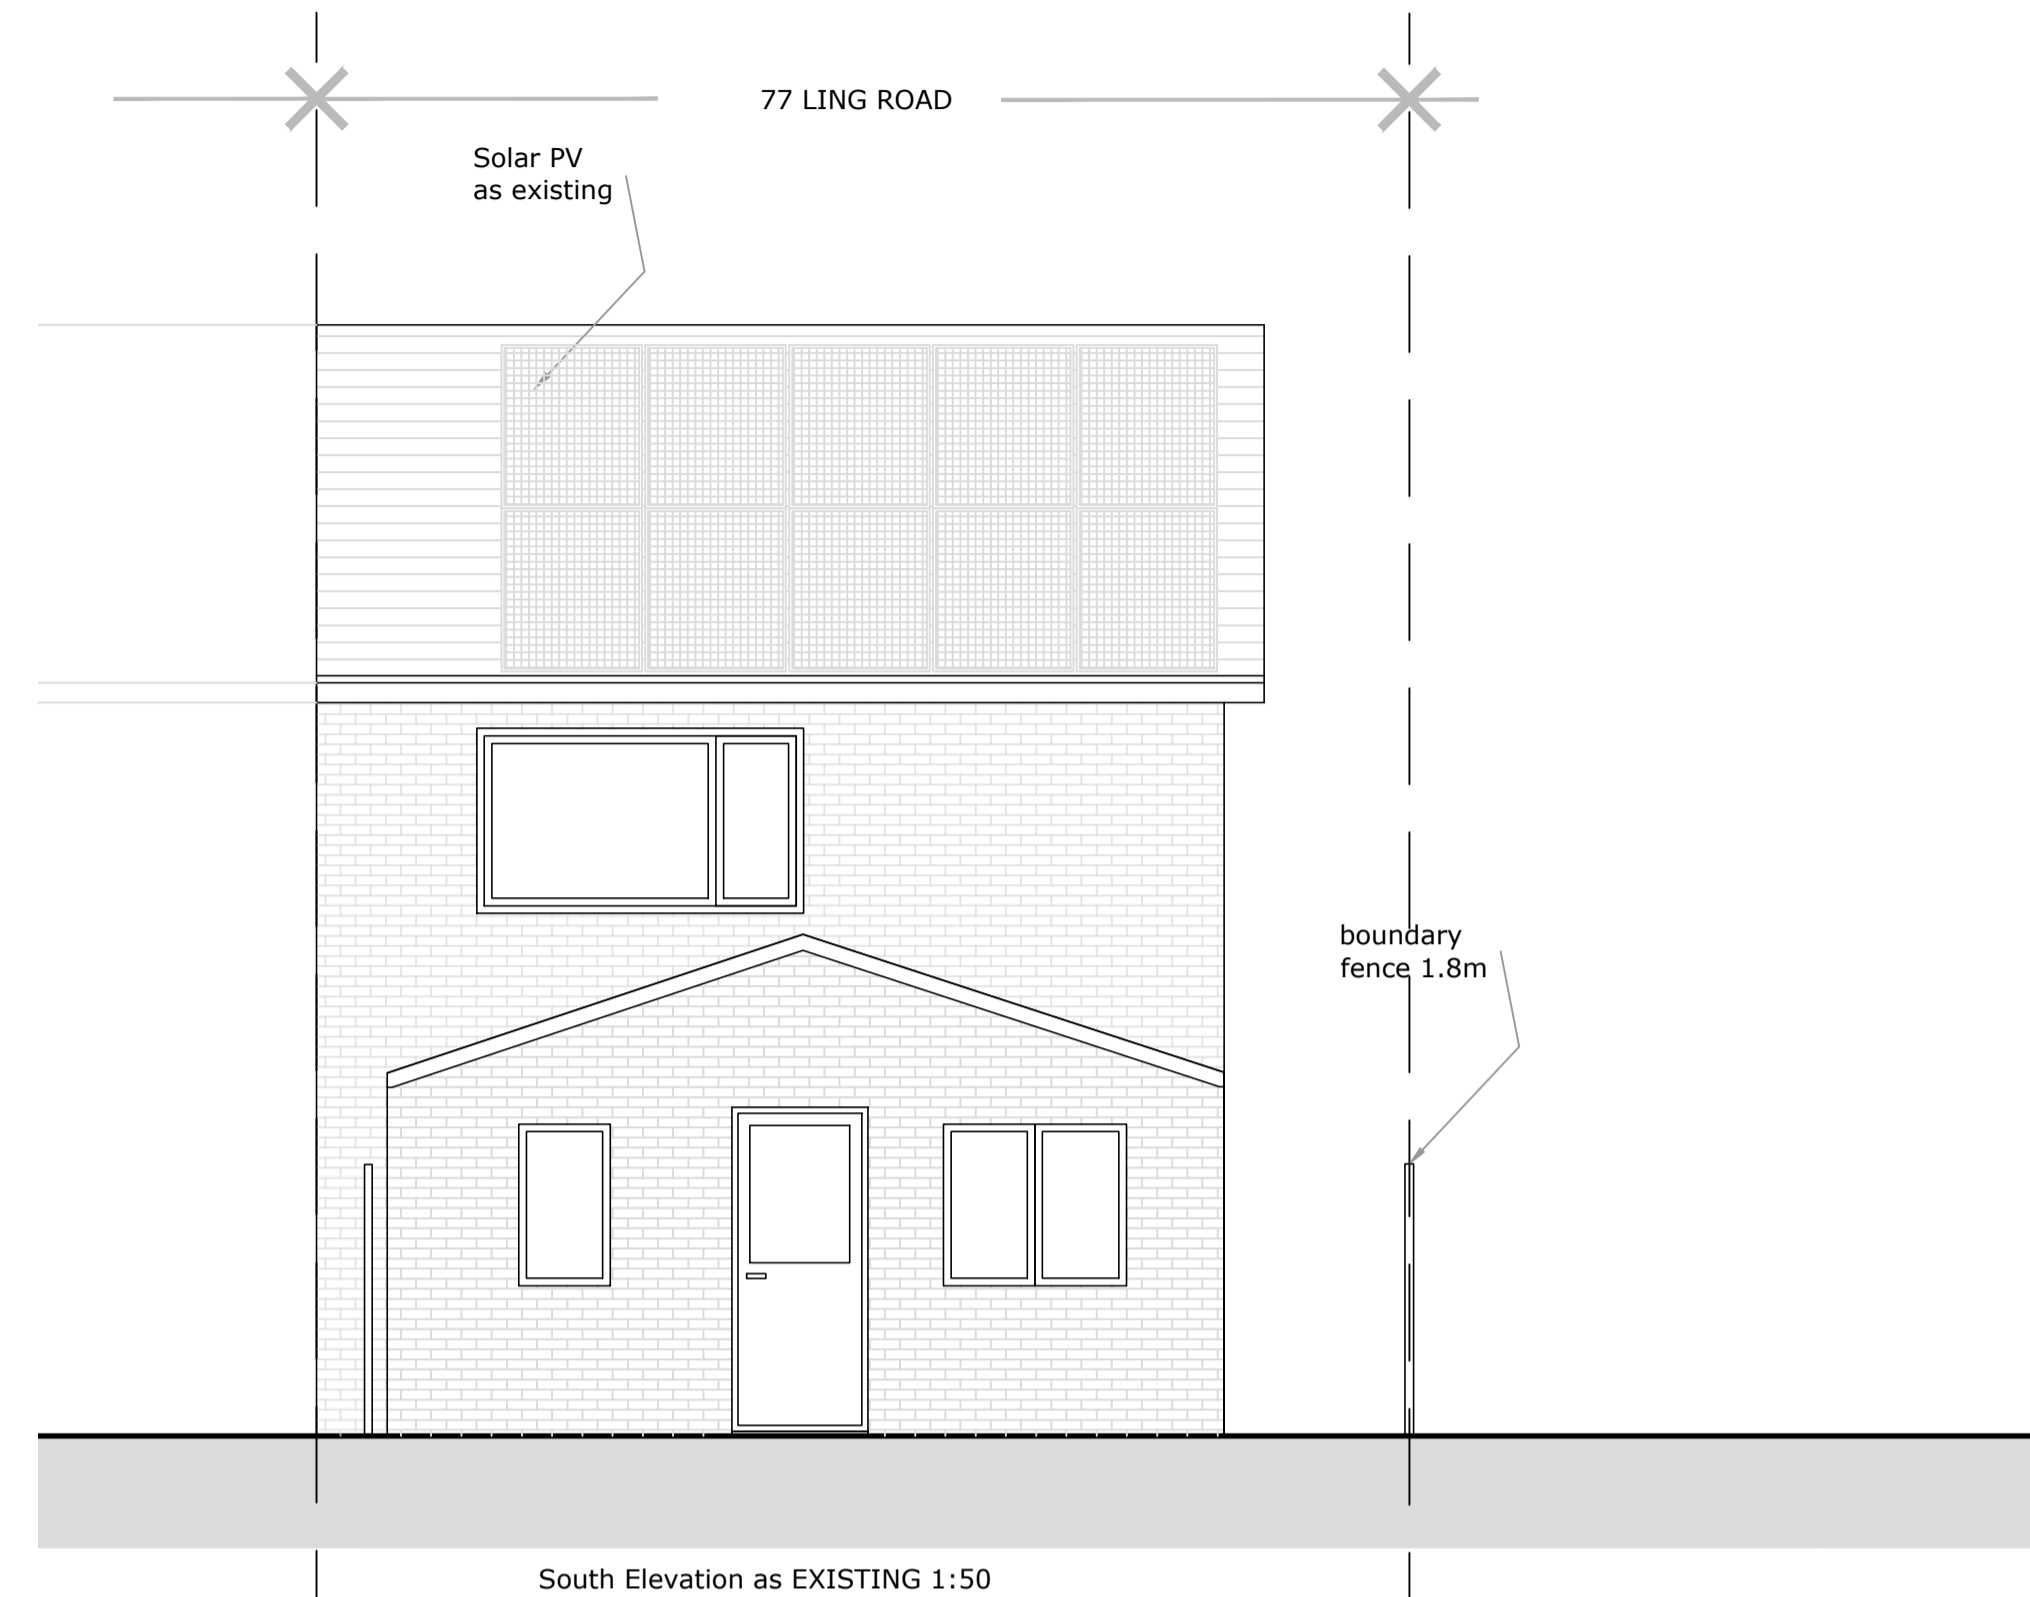 77 LING ROAD
Solar PV
as existing
boundary
fence 1.8m
South Elevation as EXISTING 1:50